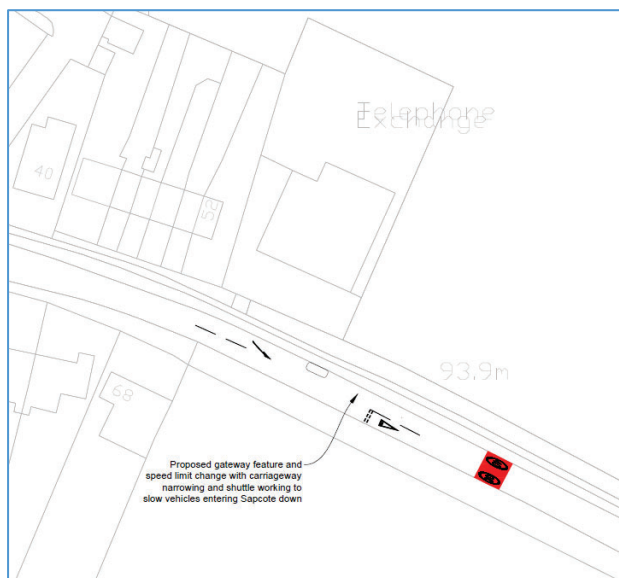 Telephone
Exchange
40
52
93.9m
68
Proposed gateway feature and
speed limit change with carriageway
narrowing and shuttle working to
slow vehicles entering Sapcote down